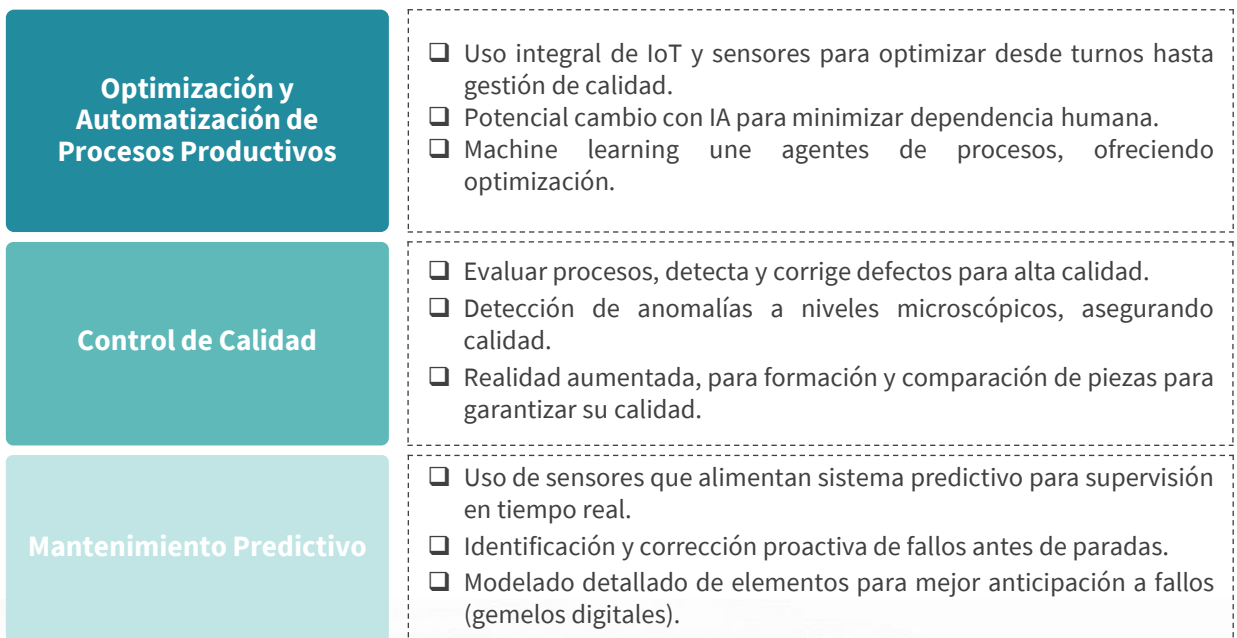 Optimización y
Automatización de
Procesos Productivos
❑ Uso integral de IoT y sensores para optimizar desde turnos hasta
gestión de calidad.
❑ Potencial cambio con IA para minimizar dependencia humana.
❑ Machine learning une agentes de procesos, ofreciendo
optimización.
Control de Calidad
❑ Evaluar procesos, detecta y corrige defectos para alta calidad.
❑ Detección de anomalías a niveles microscópicos, asegurando
calidad.
❑ Realidad aumentada, para formación y comparación de piezas para
garantizar su calidad.
Mantenimiento Predictivo
❑ Uso de sensores que alimentan sistema predictivo para supervisión
en tiempo real.
❑ Identificación y corrección proactiva de fallos antes de paradas.
❑ Modelado detallado de elementos para mejor anticipación a fallos
(gemelos digitales).